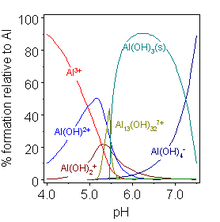 % formation relative to Al
100
80
60
40
20
0
Al³⁺
Al(OH)₃(s)
Al(OH)²⁺
Al₁₃(OH)₃₂⁷⁺
Al(OH)₂⁺
Al(OH)₄⁻
4.0 5.0 6.0 7.0
pH